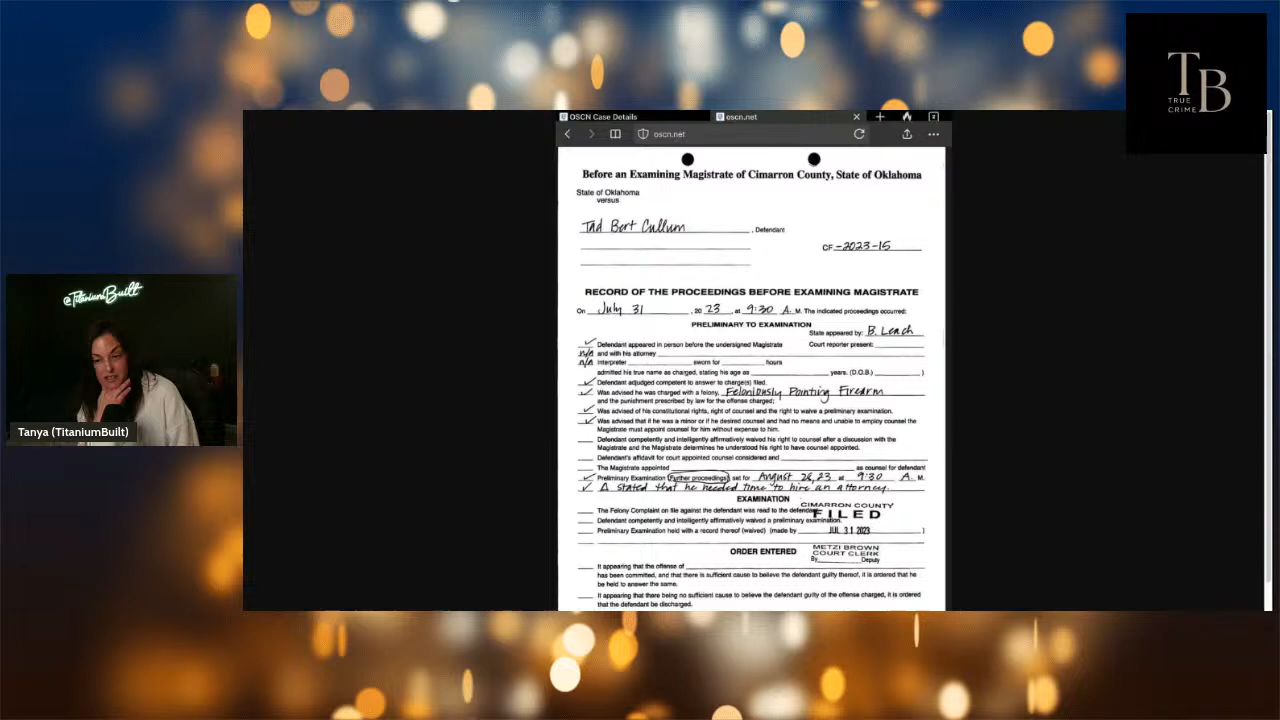 TB
TRUE
CRIME
OSCN Case Details
oscn.net
oscn.net
Before an Examining Magistrate of Cimarron County, State of Oklahoma
State of Oklahoma
versus
Tad Bert Cullum, Defendant
CF -2023-15
RECORD OF THE PROCEEDINGS BEFORE EXAMINING MAGISTRATE
On July 31, 20 23, at 9:30 A. M. The indicated proceedings occurred:
PRELIMINARY TO EXAMINATION
State appeared by: B. Leach
Defendant appeared in person before the undersigned Magistrate Court reporter present:
n/a and with his attorney
n/a Interpreter sworn for hours
admitted his true name as charged, stating his age as years. (D.O.B.) )
Defendant adjudged competent to answer to charge(s) filed.
Was advised he was charged with a felony, Feloniously Pointing Firearm
and the punishment prescribed by law for the offense charged;
Was advised of his constitutional rights, right of counsel and the right to waive a preliminary examination.
Was advised that if he was a minor or if he desired counsel and had no means and unable to employ counsel the
Magistrate must appoint counsel for him without expense to him.
Defendant competently and intelligently affirmatively waived his right to counsel after a discussion with the
Magistrate and the Magistrate determines he understood his right to have counsel appointed.
Defendant's affidavit for court appointed counsel considered and
The Magistrate appointed as counsel for defendant
Preliminary Examination (Further proceedings) set for August 26, 23 at 9:30 A. M.
Δ stated that he needed time to hire an attorney.
EXAMINATION
CIMARRON COUNTY
FILED
The Felony Complaint on file against the defendant was read to the defendant.
Defendant competently and intelligently affirmatively waived a preliminary examination.
Preliminary Examination held with a record thereof (waived) (made by JUL 31 2023 )
ORDER ENTERED
METZI BROWN
COURT CLERK
By Deputy
It appearing that the offense of
has been committed, and that there is sufficient cause to believe the defendant guilty thereof, it is ordered that he
be held to answer the same.
It appearing that there being no sufficient cause to believe the defendant guilty of the offense charged, it is ordered
that the defendant be discharged.
@TitaniumBuilt
Tanya (TitaniumBuilt)